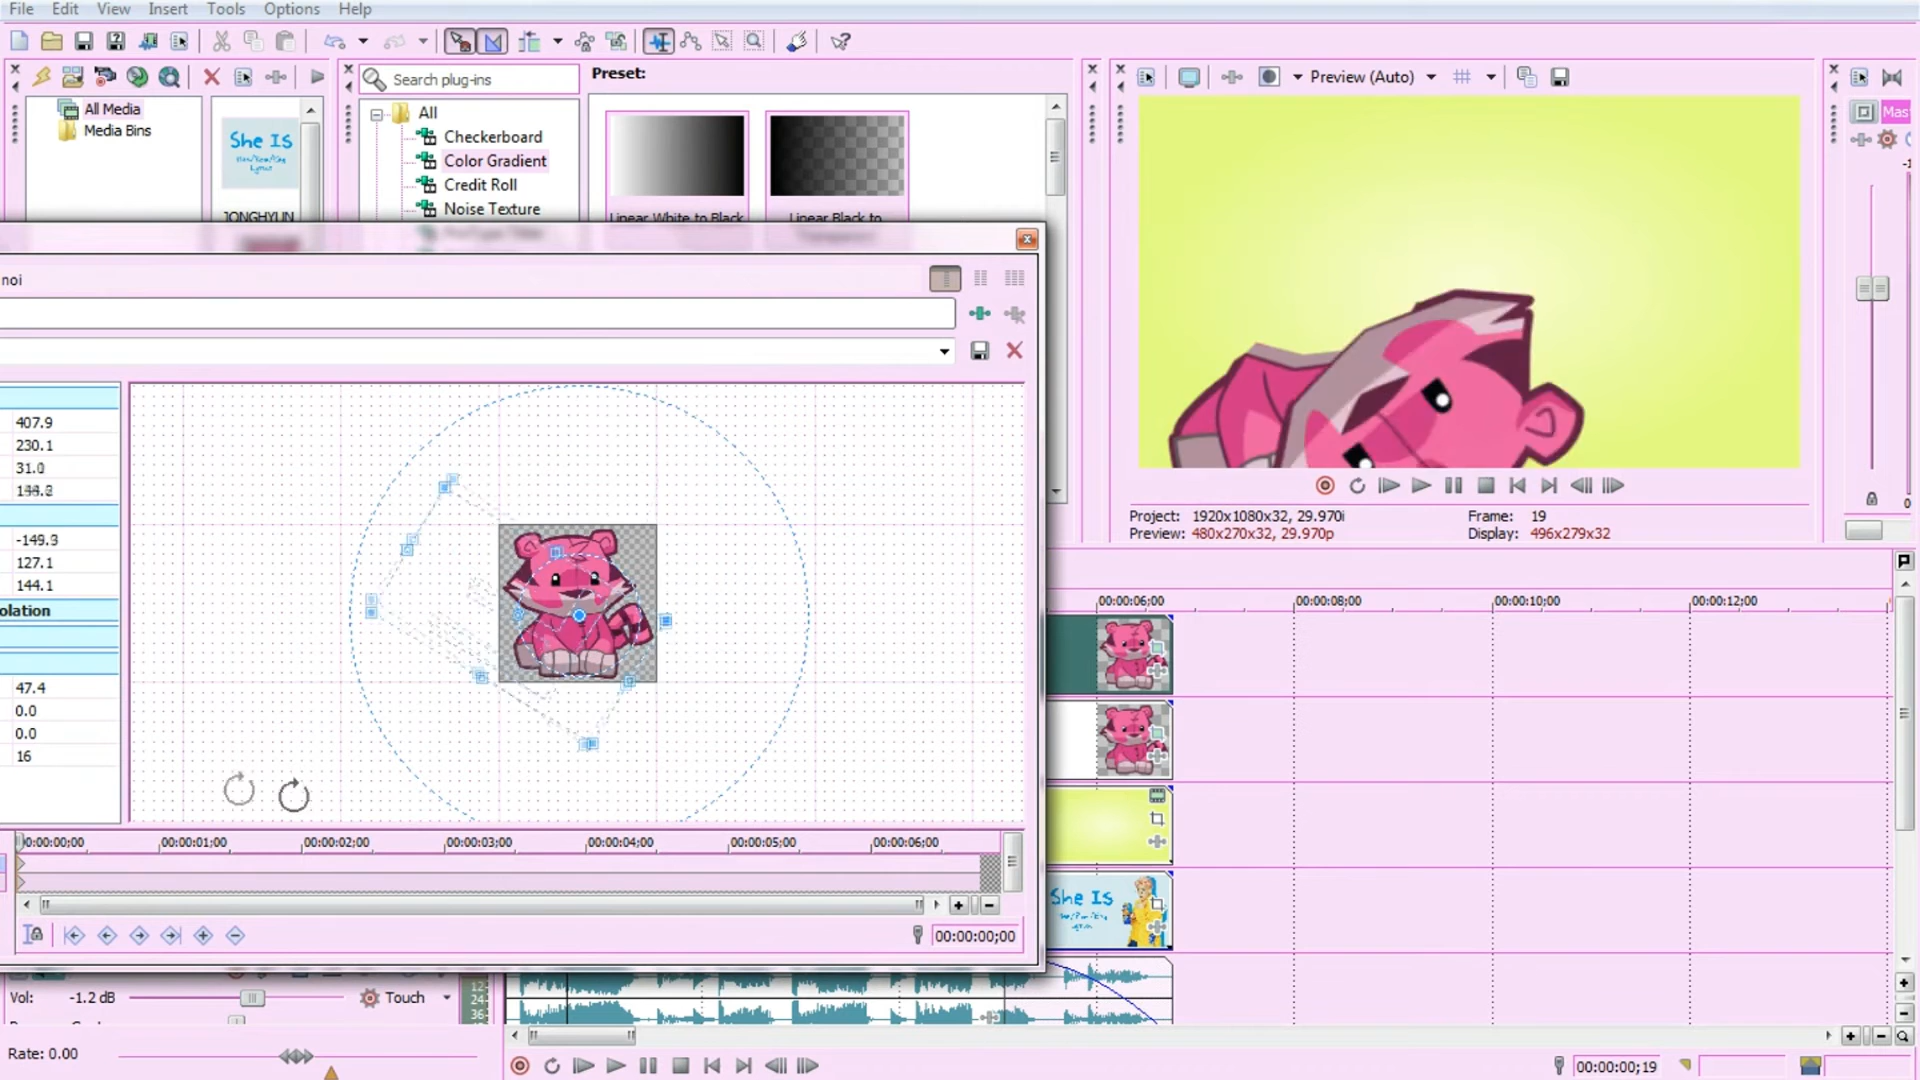 File Edit View Insert Tools Options Help
Search plug-ins
Preset:
Preview (Auto)
All Media
Media Bins
All
Checkerboard
Color Gradient
Credit Roll
Noise Texture
She Is
JONGHYUN
Linear White to Black
Linear Black to
Mas
noi
407.9
230.1
31.0
-149.3
127.1
144.1
olation
47.4
0.0
0.0
16
Project: 1920x1080x32, 29.970i
Preview: 480x270x32, 29.970p
Frame: 19
Display: 496x279x32
00:00:06;00 00:00:08;00 00:00:10;00 00:00:12;00
00:00:00;00 00:00:01;00 00:00:02;00 00:00:03;00 00:00:04;00 00:00:05;00 00:00:06;00
00:00:00;00
She Is
Vol: -1.2 dB
Touch
12
24
36
Rate: 0.00
00:00:00;19